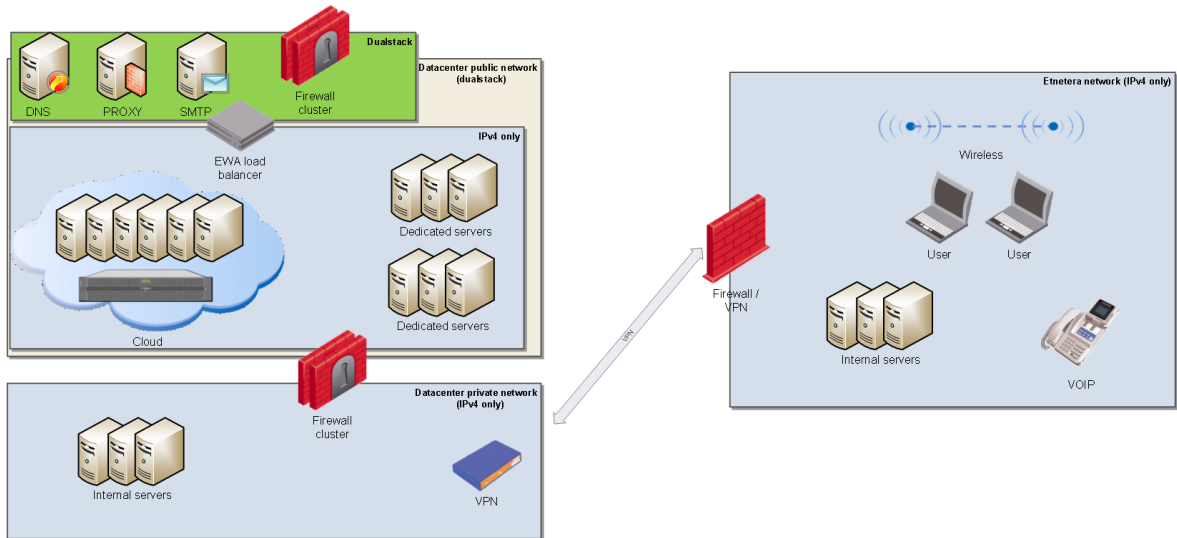 Dualstack
DNS
PROXY
SMTP
Firewall
cluster
Datacenter public network
(dualstack)
IPv4 only
EWA load
balancer
Dedicated servers
Dedicated servers
Cloud
Datacenter private network
(IPv4 only)
Firewall
cluster
Internal servers
VPN
VPN
Firewall /
VPN
Etnetera network (IPv4 only)
Wireless
User
User
Internal servers
VOIP